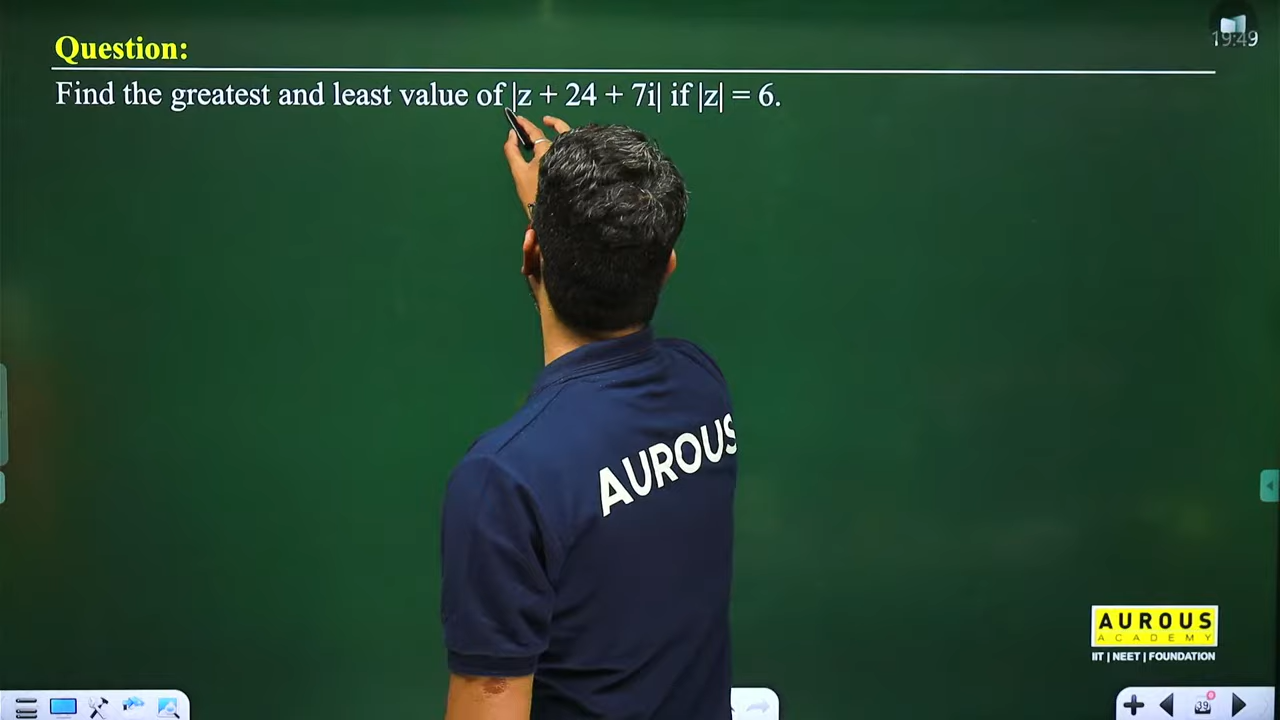 19:49
Question:
Find the greatest and least value of |z + 24 + 7i| if |z| = 6.
AUROUS
AUROUS
ACADEMY
IIT | NEET | FOUNDATION
39